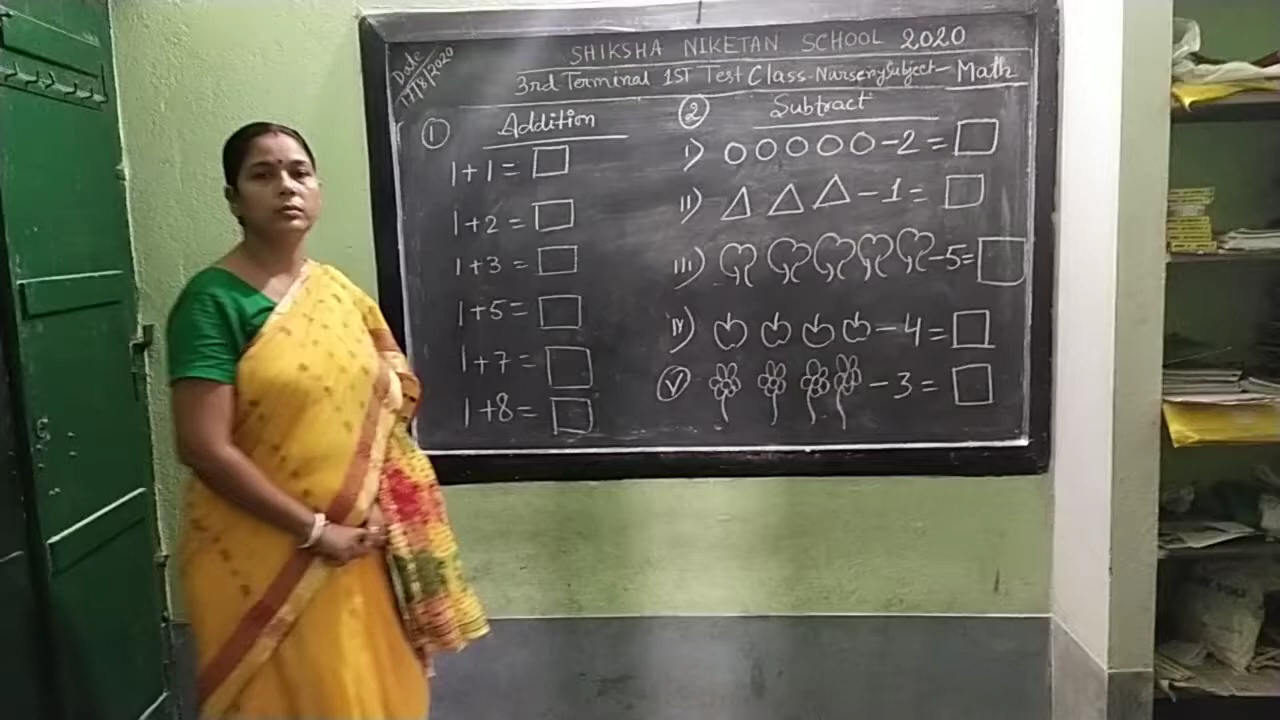 Date
17/8/2020
SHIKSHA NIKETAN SCHOOL 2020
3rd Terminal 1ST Test Class-Nursery Subject- Math
① Addition
1+1=
1+2=
1+3=
1+5=
1+7=
1+8=
② Subtract
I) -2=
II) -1=
III) -5=
IV) -4=
Ⓥ -3=